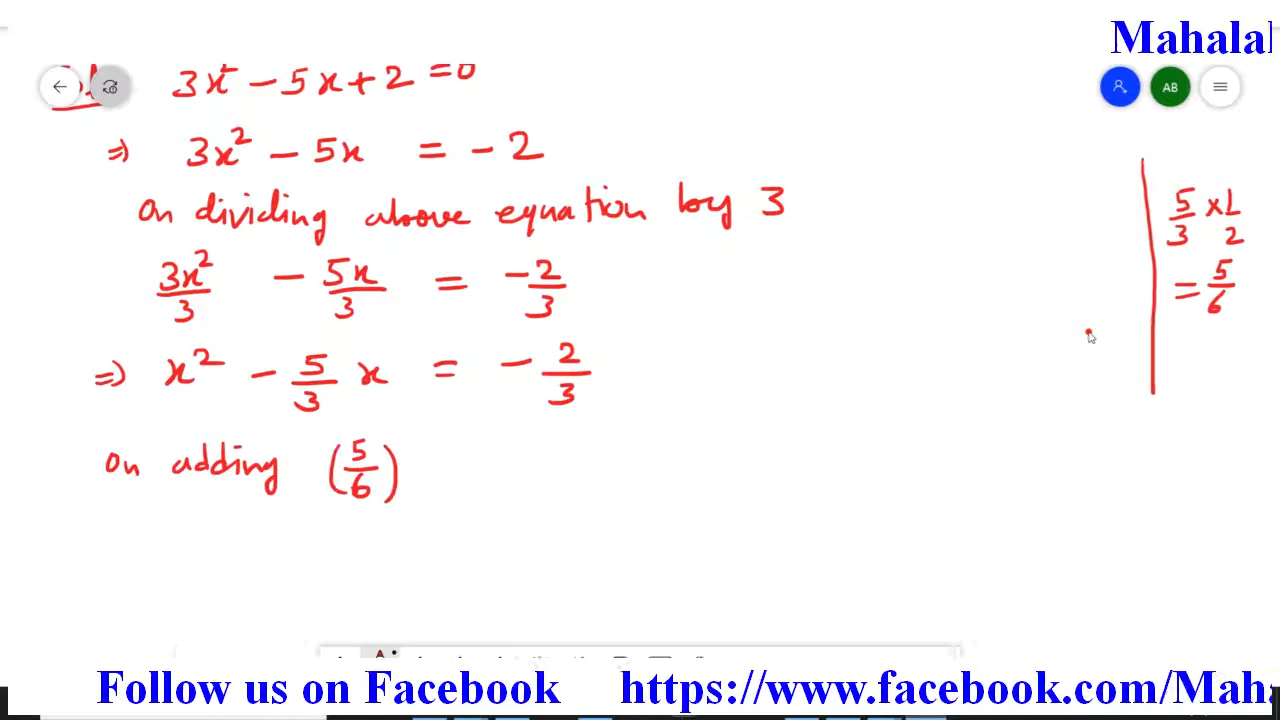 Mahalal
3x² - 5x + 2 = 0
AB
⇒ 3x² - 5x = -2
On dividing above equation by 3
3x²/3 - 5x/3 = -2/3
⇒ x² - 5/3 x = - 2/3
On adding (5/6)
5/3 × 1/2
= 5/6
Follow us on Facebook https://www.facebook.com/Mah